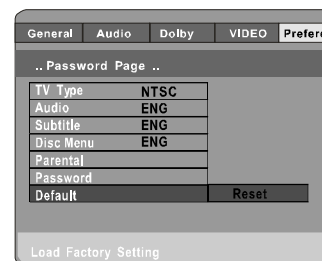 General Audio Dolby VIDEO Prefer
.. Password Page ..
TV Type NTSC
Audio ENG
Subtitle ENG
Disc Menu ENG
Parental
Password
Default Reset
Load Factory Setting